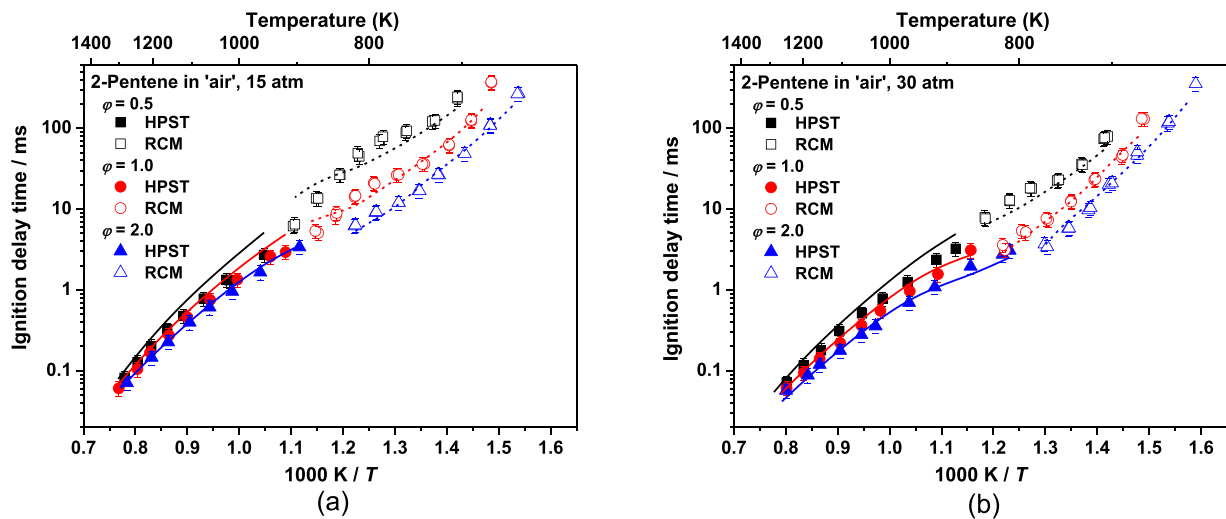 Temperature (K)
1400 1200 1000 800
2-Pentene in 'air', 15 atm
φ = 0.5
HPST
RCM
φ = 1.0
HPST
RCM
φ = 2.0
HPST
RCM
Ignition delay time / ms
100
10
1
0.1
0.7 0.8 0.9 1.0 1.1 1.2 1.3 1.4 1.5 1.6
1000 K / T
(a)
Temperature (K)
1400 1200 1000 800
2-Pentene in 'air', 30 atm
φ = 0.5
HPST
RCM
φ = 1.0
HPST
RCM
φ = 2.0
HPST
RCM
Ignition delay time / ms
100
10
1
0.1
0.7 0.8 0.9 1.0 1.1 1.2 1.3 1.4 1.5 1.6
1000 K / T
(b)